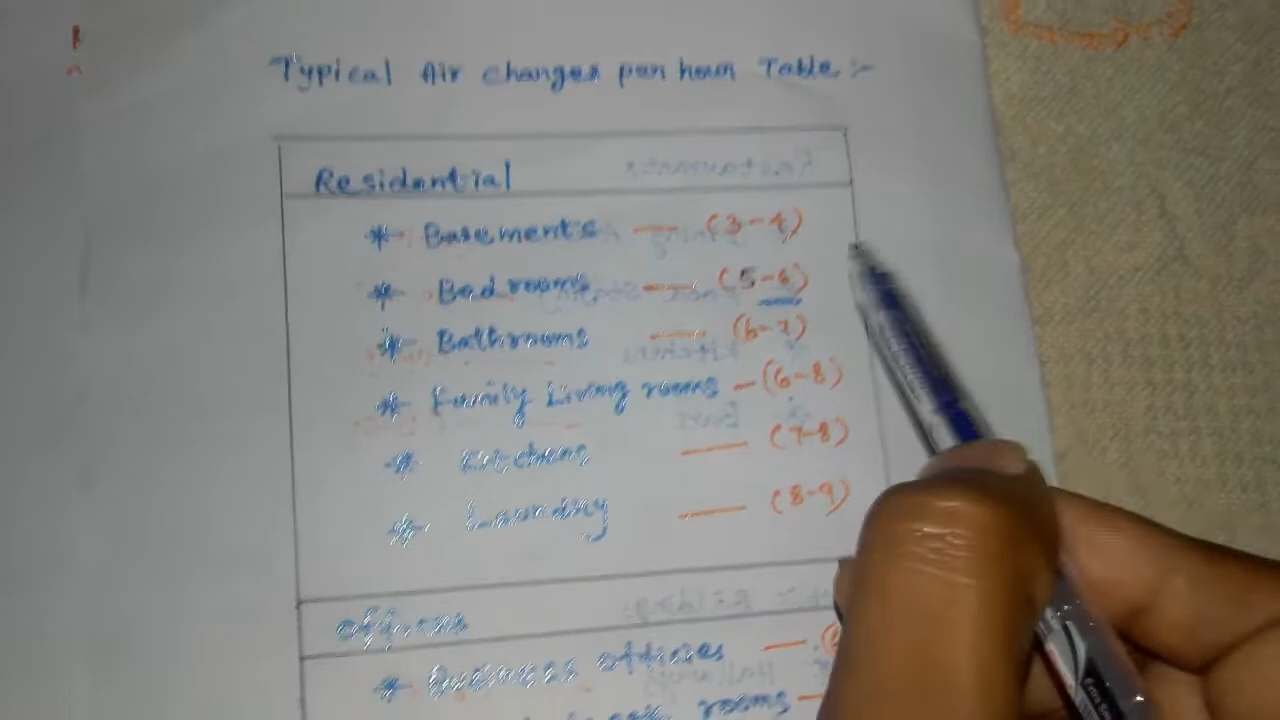 Typical Air changes per hour Table :-
Residential
* Basements — (3-4)
* Bedrooms — (5-6)
* Bathrooms — (6-7)
* Family Living rooms - (6-8)
* Kitchens — (7-8)
* Laundry — (8-9)
Offices
* Business offices —
rooms —